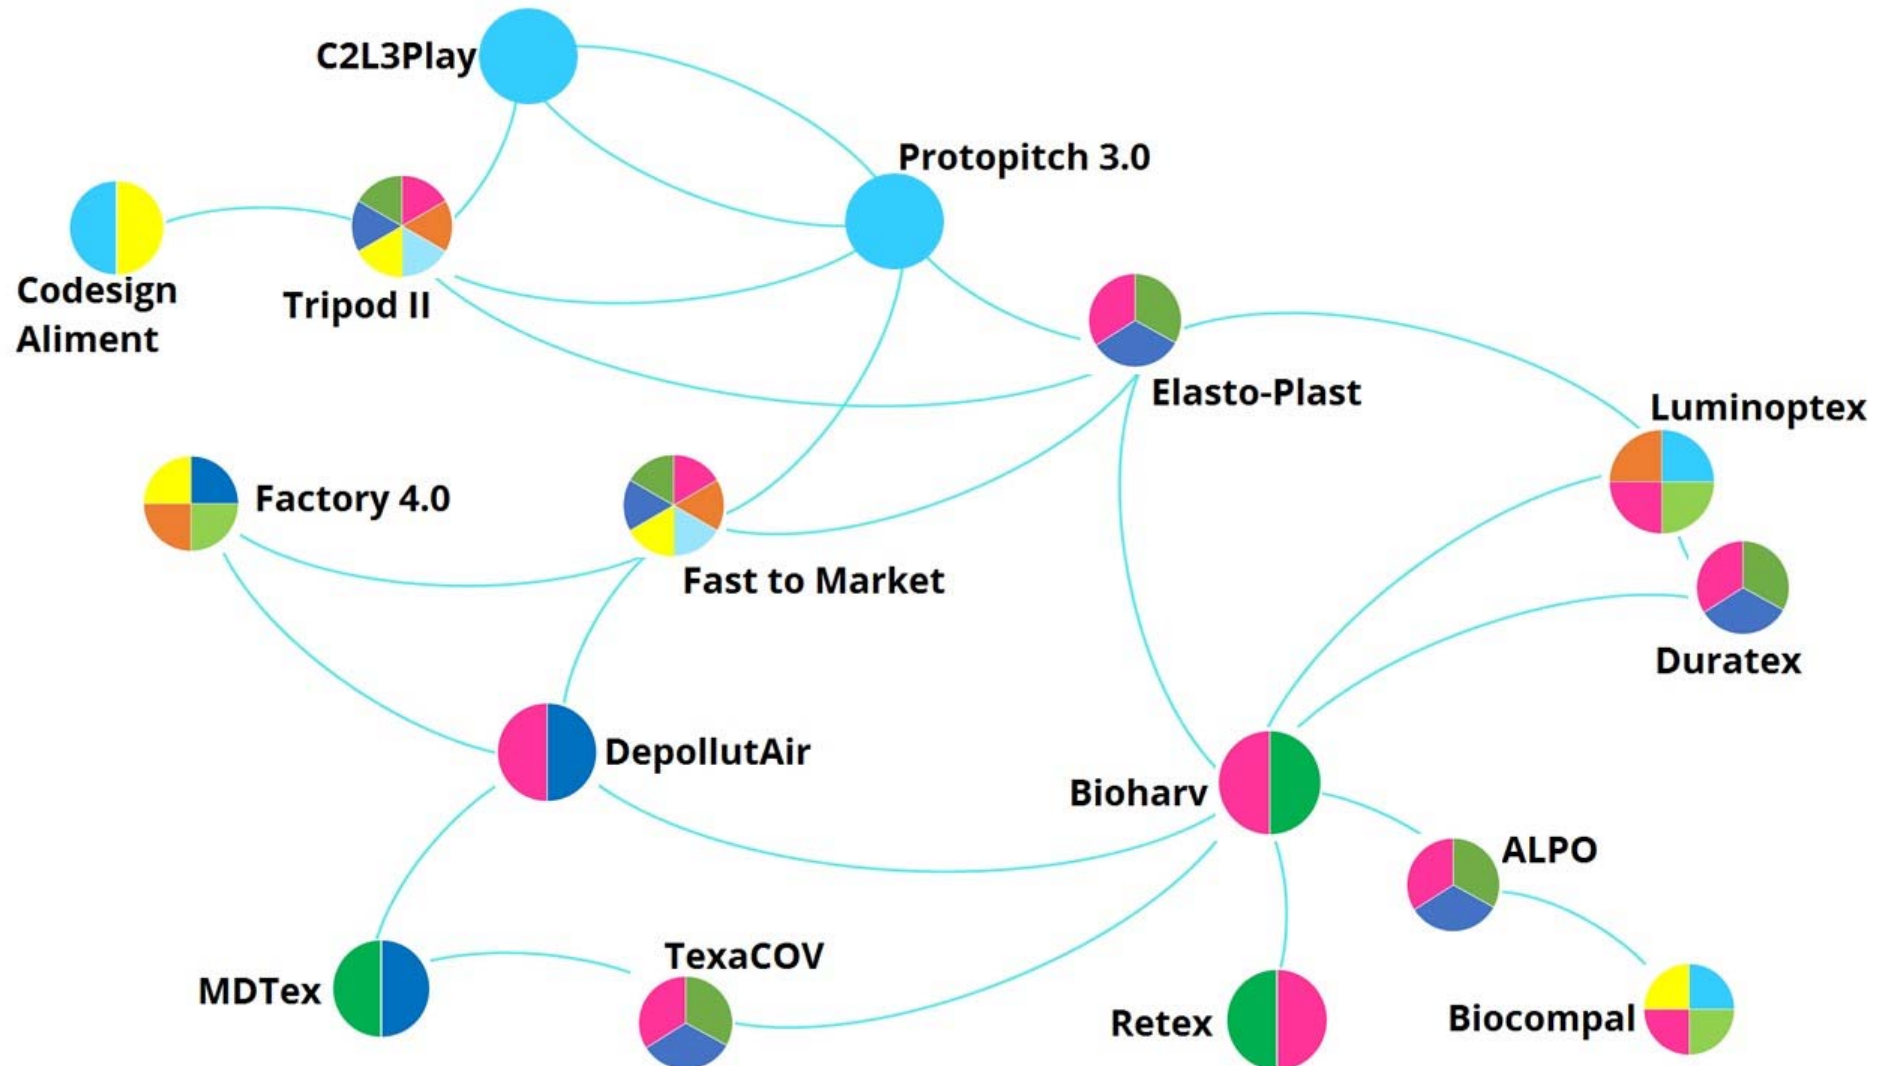 C2L3Play
Protopitch 3.0
Codesign
Aliment
Tripod II
Elasto-Plast
Luminoptex
Factory 4.0
Fast to Market
Duratex
DepollutAir
Bioharv
ALPO
TexaCOV
MDTex
Retex
Biocompal